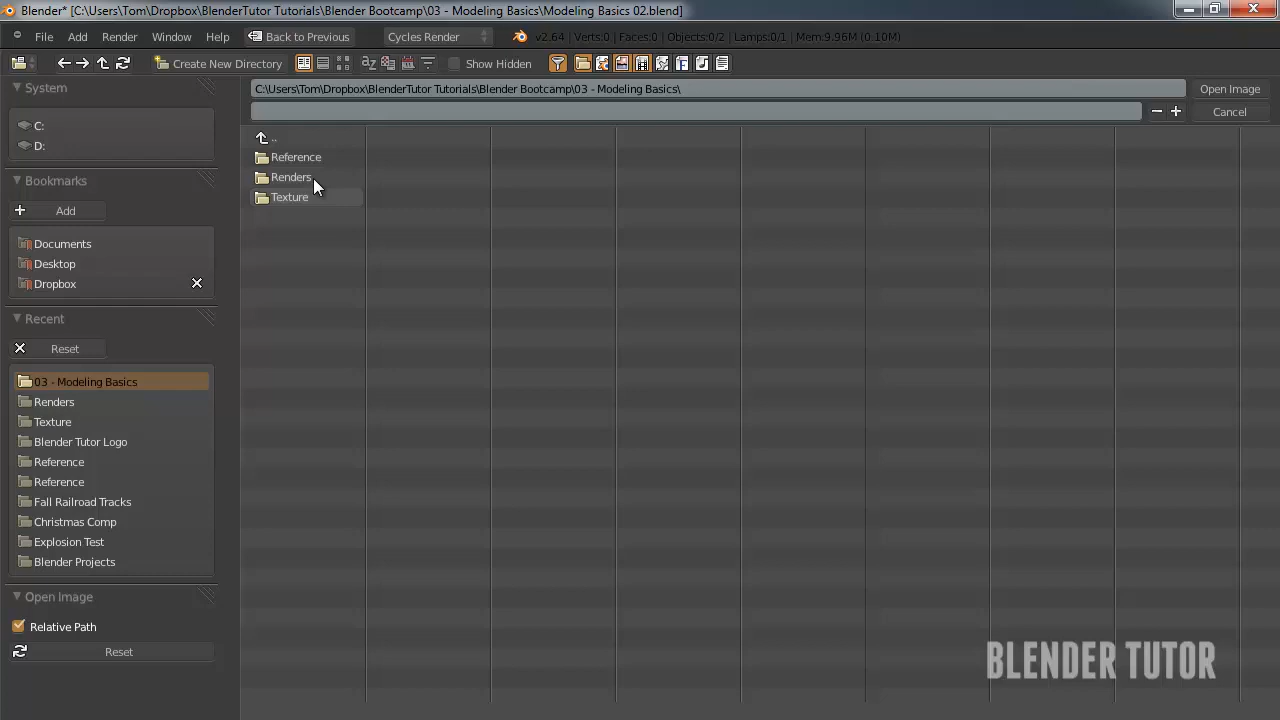 Blender* [C:\Users\Tom\Dropbox\BlenderTutor Tutorials\Blender Bootcamp\03 - Modeling Basics\Modeling Basics 02.blend]
File Add Render Window Help Back to Previous Cycles Render v2.64 | Verts:0 | Faces:0 | Objects:0/2 | Lamps:0/1 | Mem:9.96M (0.10M)
Create New Directory Show Hidden
System
C:\Users\Tom\Dropbox\BlenderTutor Tutorials\Blender Bootcamp\03 - Modeling Basics\ Open Image
Cancel
C:
D:
Bookmarks
Add
Documents
Desktop
Dropbox
Recent
Reset
03 - Modeling Basics
Renders
Texture
Blender Tutor Logo
Reference
Reference
Fall Railroad Tracks
Christmas Comp
Explosion Test
Blender Projects
Open Image
Relative Path
Reset
..
Reference
Renders
Texture
BLENDER TUTOR